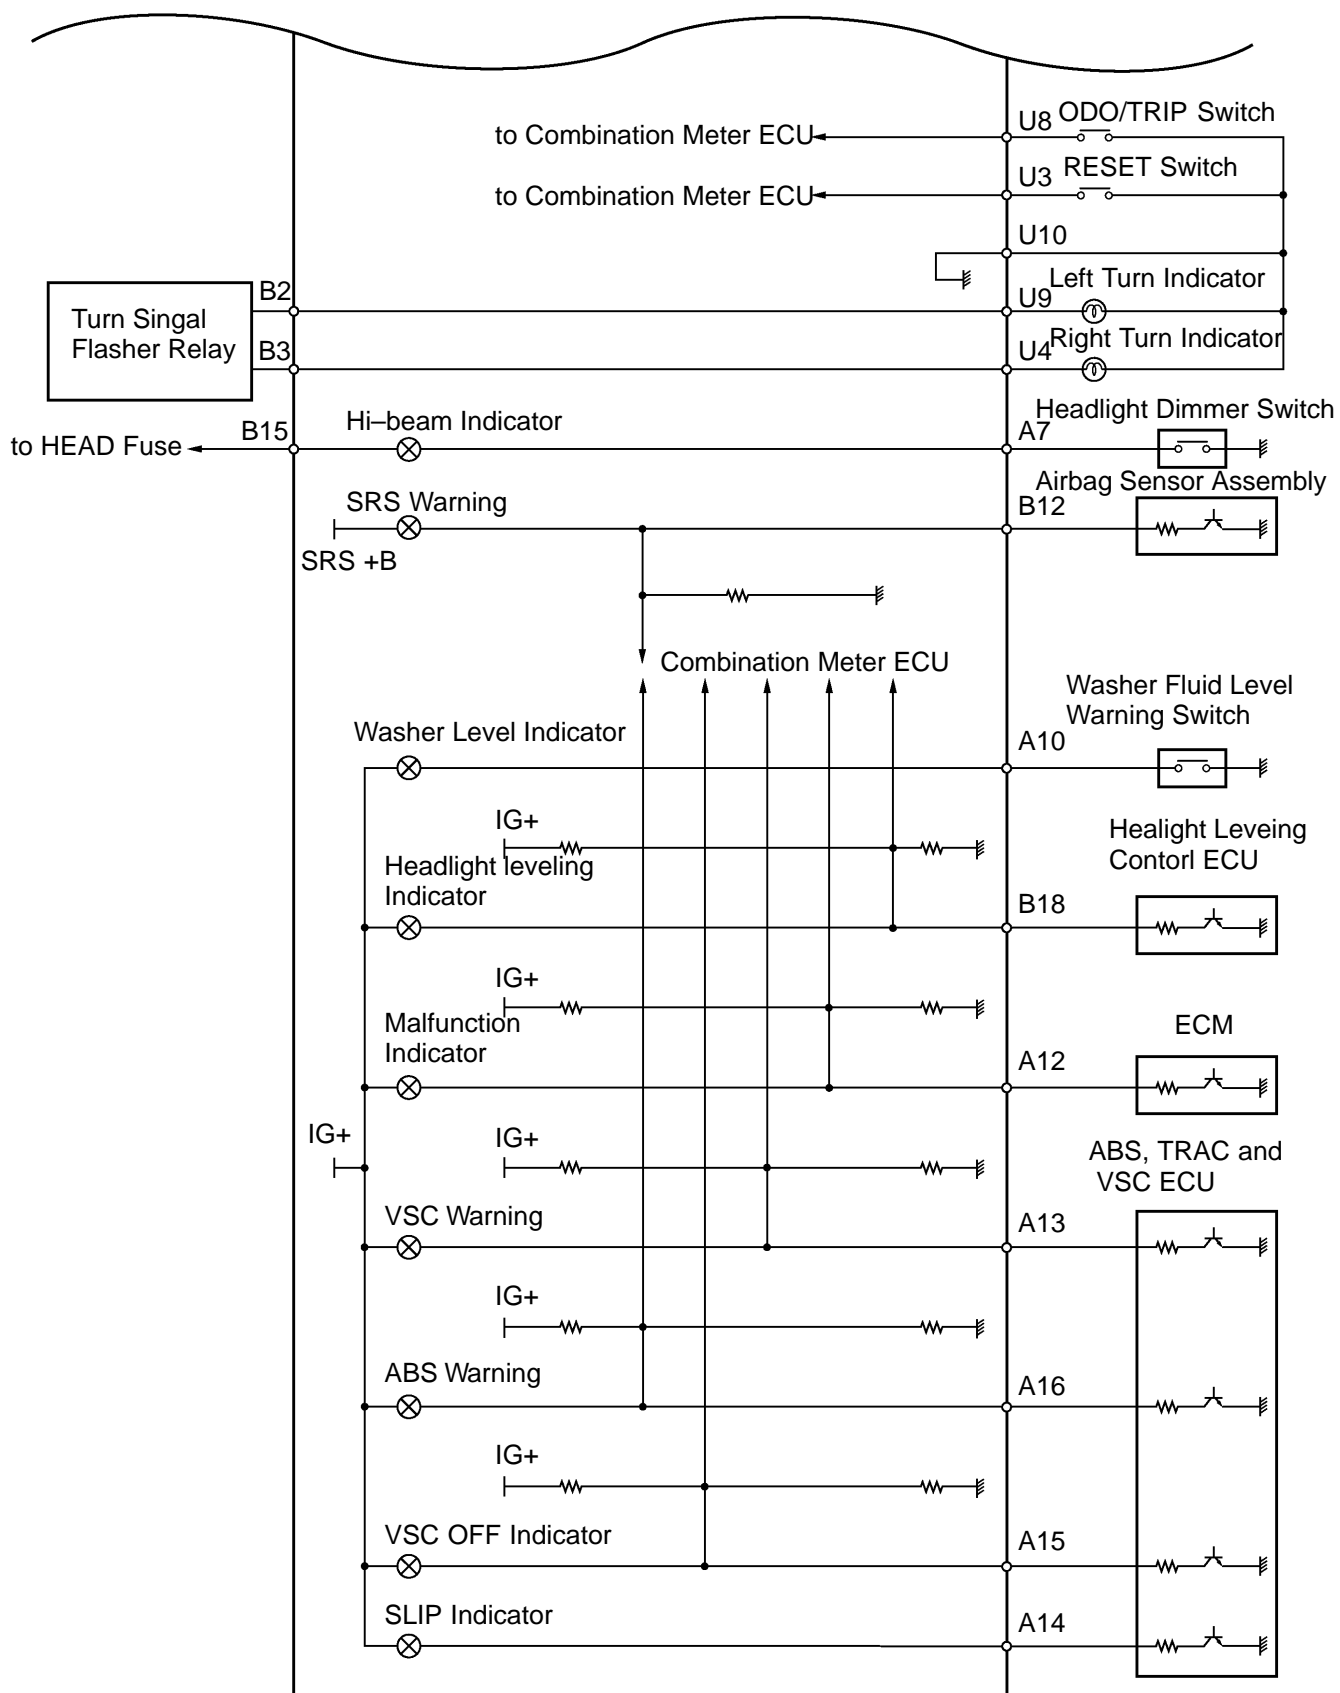 to Combination Meter ECU
U8
ODO/TRIP Switch
to Combination Meter ECU
U3
RESET Switch
U10
B2
U9
Left Turn Indicator
Turn Singal
Flasher Relay
B3
U4
Right Turn Indicator
Headlight Dimmer Switch
to HEAD Fuse
B15
Hi–beam Indicator
A7
Airbag Sensor Assembly
SRS Warning
B12
SRS +B
Combination Meter ECU
Washer Fluid Level
Warning Switch
Washer Level Indicator
A10
IG+
Healight Leveing
Contorl ECU
Headlight leveling
Indicator
B18
IG+
Malfunction
Indicator
ECM
A12
IG+
IG+
ABS, TRAC and
VSC ECU
VSC Warning
A13
IG+
ABS Warning
A16
IG+
VSC OFF Indicator
A15
SLIP Indicator
A14